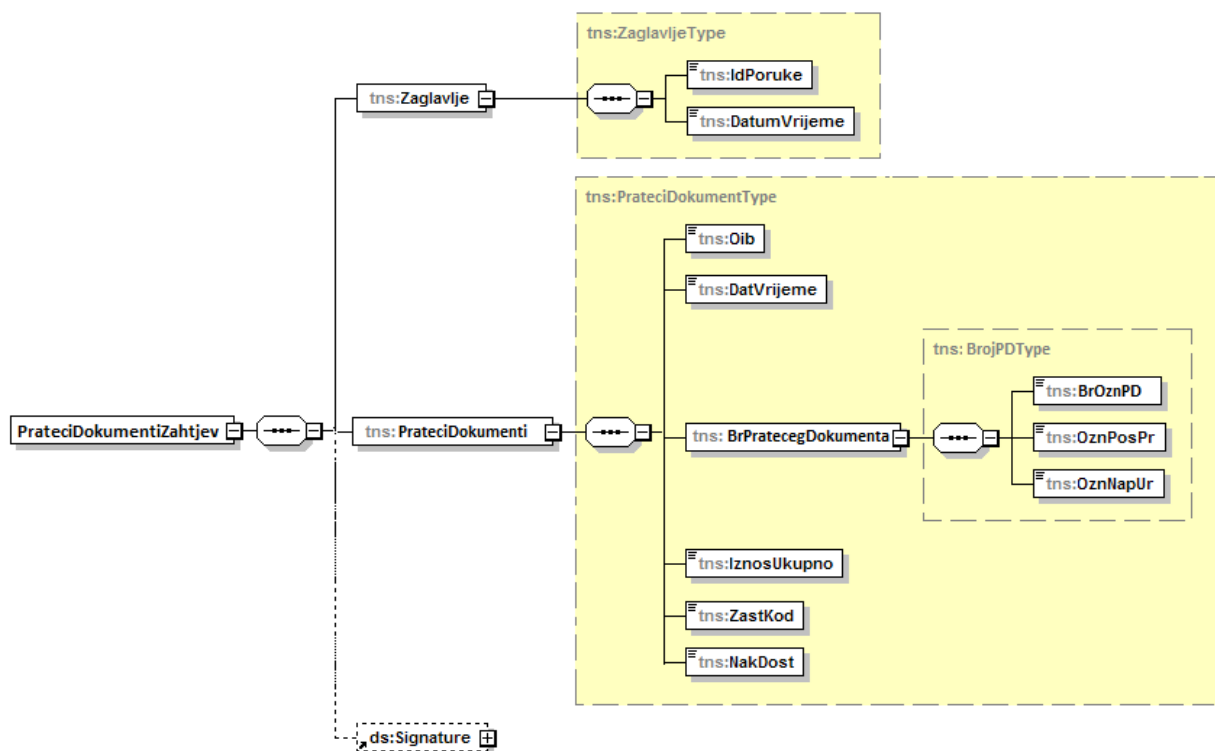 tns:ZaglavljeType
tns:IdPoruke
tns:Zaglavlje
tns:DatumVrijeme
tns:PrateciDokumentType
tns:Oib
tns:DatVrijeme
tns: BrojPDType
tns:BrOznPD
PrateciDokumentiZahtjev
tns: PrateciDokumenti
tns: BrPratecegDokumenta
tns:OznPosPr
tns:OznNapUr
tns:IznosUkupno
tns:ZastKod
tns:NakDost
ds:Signature